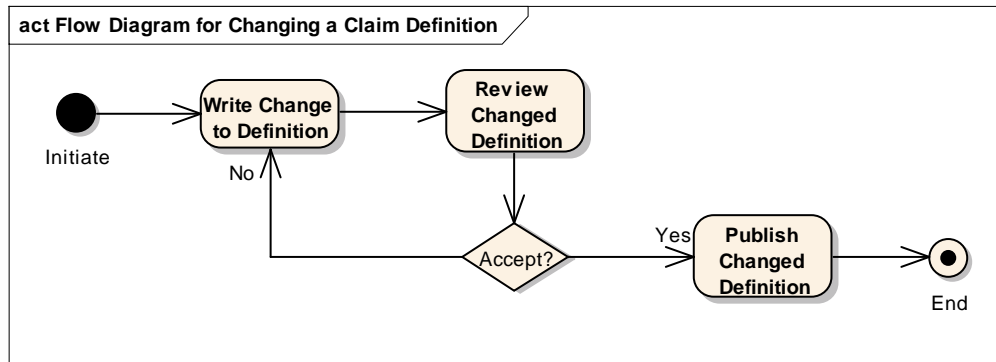 act Flow Diagram for Changing a Claim Definition
Initiate
Write Change
to Definition
Review
Changed
Definition
No
Accept?
Yes
Publish
Changed
Definition
End